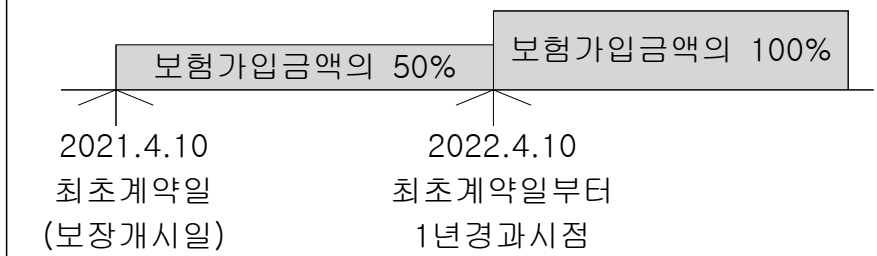 보험가입금액의 50%
보험가입금액의 100%
2021.4.10
최초계약일
(보장개시일)
2022.4.10
최초계약일부터
1년경과시점